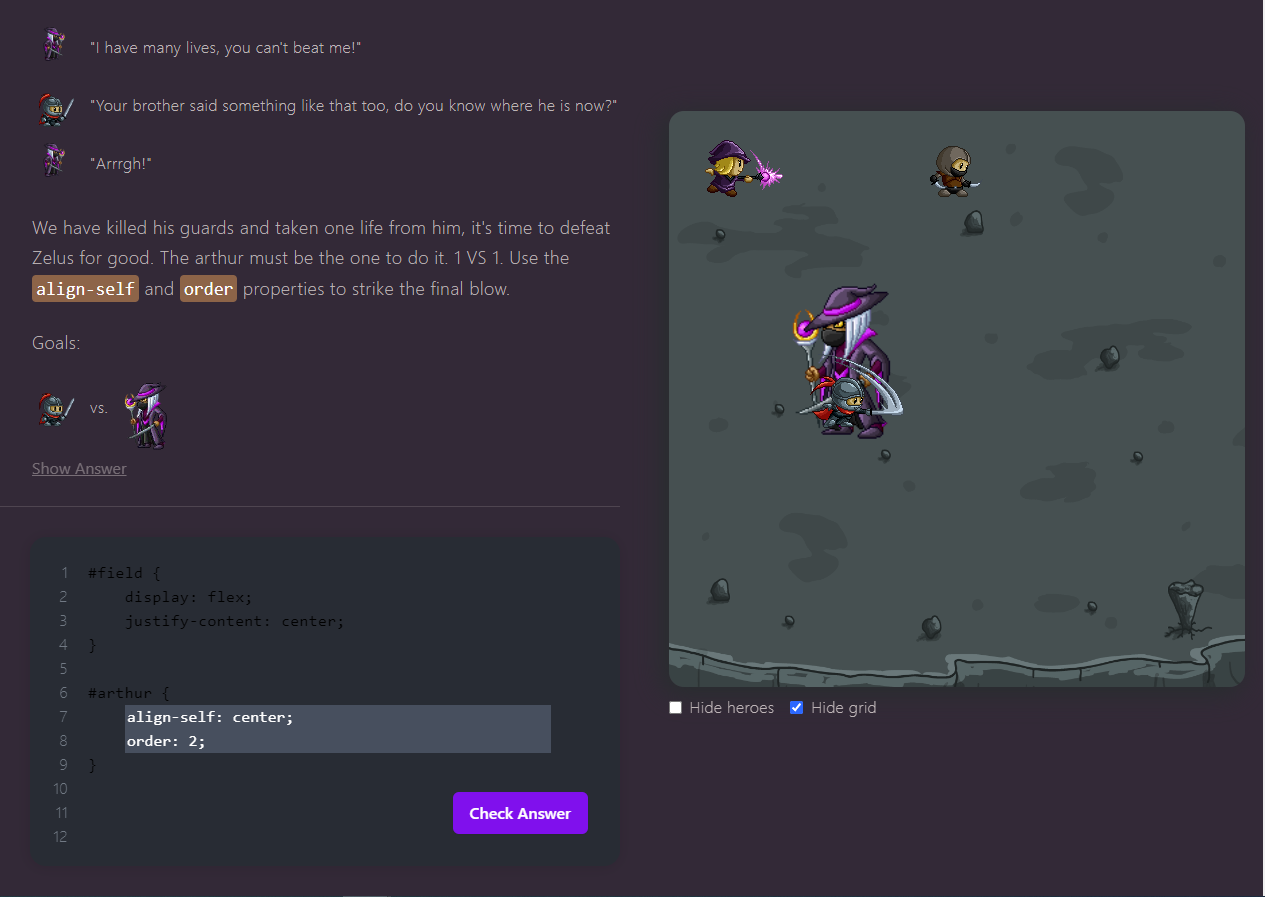 "I have many lives, you can't beat me!"
"Your brother said something like that too, do you know where he is now?"
"Arrrgh!"
We have killed his guards and taken one life from him, it's time to defeat
Zelus for good. The arthur must be the one to do it. 1 VS 1. Use the
align-self and order properties to strike the final blow.
Goals:
vs.
Show Answer
1 #field {
2 display: flex;
3 justify-content: center;
4 }
5
6 #arthur {
7 align-self: center;
8 order: 2;
9 }
10
11
12
Check Answer
Hide heroes Hide grid